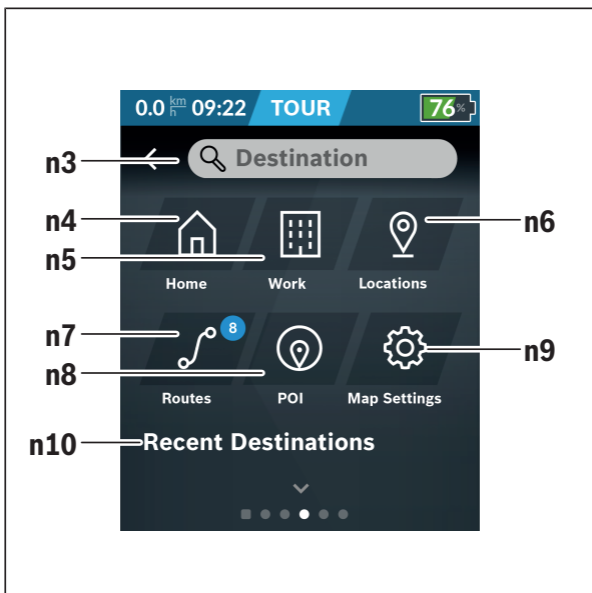 0.0 km/h 09:22 TOUR 76%
n3 Destination
n4 n6
n5
Home Work Locations
n7 8
n8 n9
Routes POI Map Settings
n10 Recent Destinations